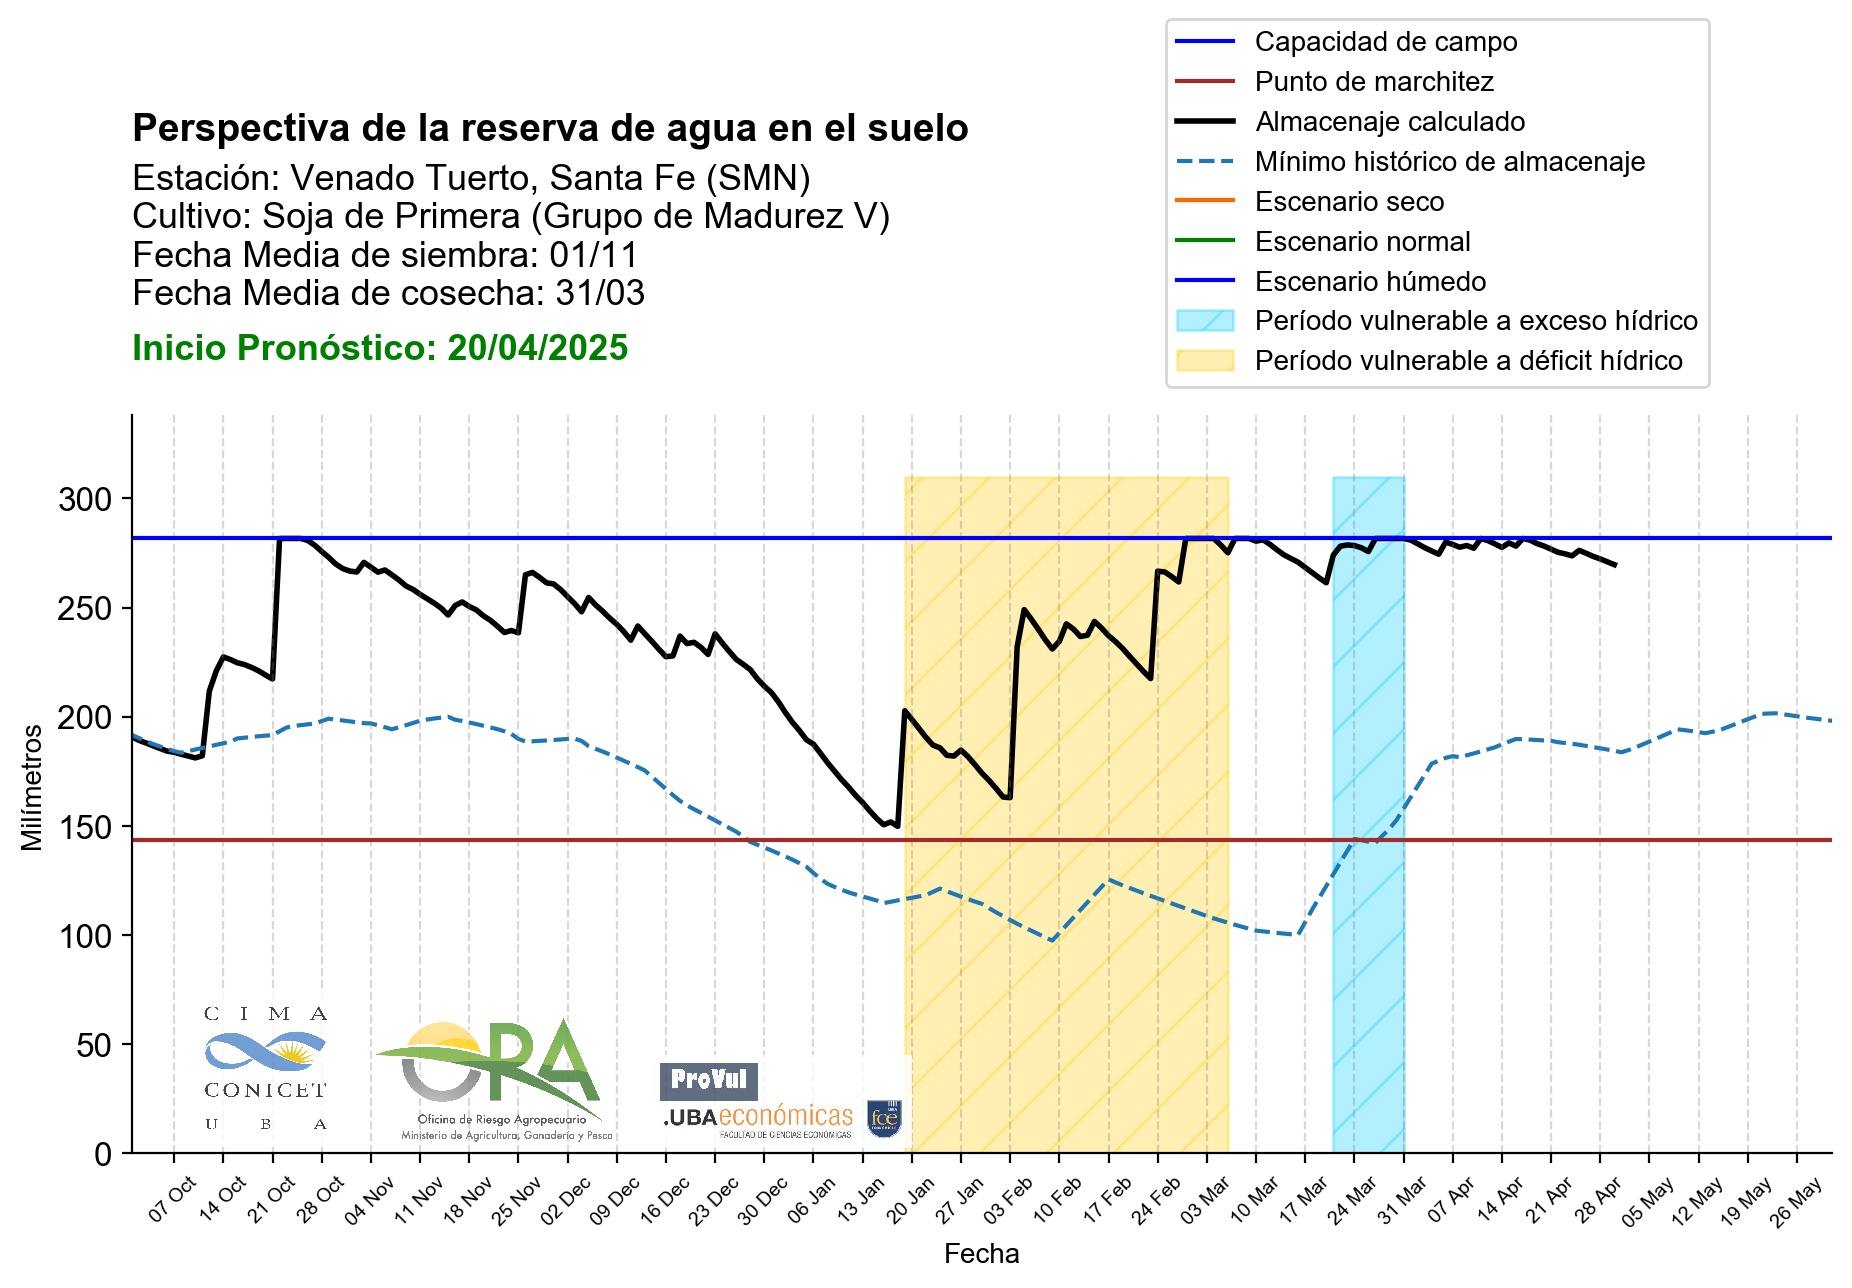 Capacidad de campo
Punto de marchitez
Almacenaje calculado
Mínimo histórico de almacenaje
Escenario seco
Escenario normal
Escenario húmedo
Período vulnerable a exceso hídrico
Período vulnerable a déficit hídrico
Perspectiva de la reserva de agua en el suelo
Estación: Venado Tuerto, Santa Fe (SMN)
Cultivo: Soja de Primera (Grupo de Madurez V)
Fecha Media de siembra: 01/11
Fecha Media de cosecha: 31/03
Inicio Pronóstico: 20/04/2025
300
250
200
150
100
50
0
Milímetros
C I M A
CONICET
U B A
ORA
Oficina de Riesgo Agropecuario
Ministerio de Agricultura, Ganadería y Pesca
ProVul
.UBAeconómicas
FACULTAD DE CIENCIAS ECONÓMICAS
fce
07 Oct
14 Oct
21 Oct
28 Oct
04 Nov
11 Nov
18 Nov
25 Nov
02 Dec
09 Dec
16 Dec
23 Dec
30 Dec
06 Jan
13 Jan
20 Jan
27 Jan
03 Feb
10 Feb
17 Feb
24 Feb
03 Mar
10 Mar
17 Mar
24 Mar
31 Mar
07 Apr
14 Apr
21 Apr
28 Apr
05 May
12 May
19 May
26 May
Fecha